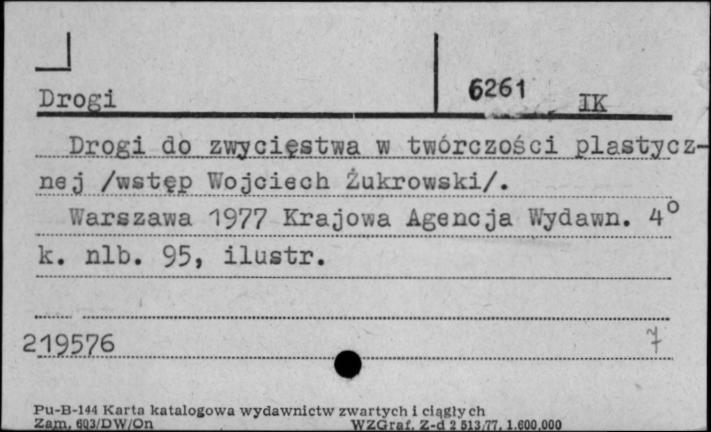 Drogi 6261 IK
Drogi do zwycięstwa w twórczości plastycz-
nej /wstęp Wojciech Żukrowski/.
Warszawa 1977 Krajowa Agencja Wydawn. 4°
k. nlb. 95, ilustr.
219576 7
Pu-B-144 Karta katalogowa wydawnictw zwartych i ciągłych
Zam. 603/DW/On WZGraf. Z-d 2 513/77. 1.600.000